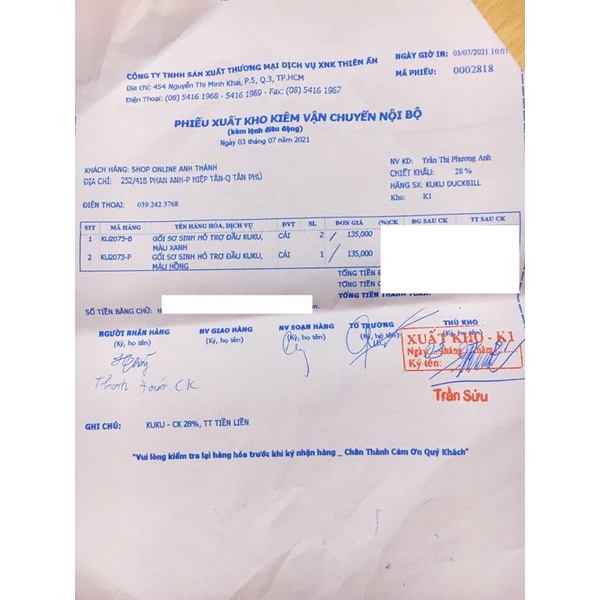 NGÀY GIỜ IN: 03/07/2021 10:07
CÔNG TY TNHH SẢN XUẤT THƯƠNG MẠI DỊCH VỤ XNK THIÊN ẤN
MÃ PHIẾU: 0002818
Địa chỉ: 454 Nguyễn Thị Minh Khai, P.5, Q.3, TP.HCM
Điện Thoại: (08) 5416 1968 - 5416 1969 - Fax: (08) 5416 1967
PHIẾU XUẤT KHO KIÊM VẬN CHUYỂN NỘI BỘ
(kèm lệnh điều động)
Ngày 03 tháng 07 năm 2021
KHÁCH HÀNG: SHOP ONLINE ANH THÀNH
NV KD: Trần Thị Phương Anh
ĐỊA CHỈ: 252/41B PHAN ANH-P HIỆP TÂN-Q TÂN PHÚ
CHIẾT KHẤU: 28 %
HÃNG SX: KUKU DUCKBILL
ĐIỆN THOẠI: 039.242.3768
Kho: K1
STT MÃ HÀNG TÊN HÀNG HÓA, DỊCH VỤ ĐVT SL ĐƠN GIÁ (%)CK ĐG SAU CK TT SAU CK
1 KU2073-B GỐI SƠ SINH HỖ TRỢ ĐẦU KUKU, MÀU XANH CÁI 2 135,000
2 KU2073-P GỐI SƠ SINH HỖ TRỢ ĐẦU KUKU, MÀU HỒNG CÁI 1 135,000
TỔNG TIỀN
TỔNG TIỀN
TỔNG TIỀN THANH TOÁN:
SỐ TIỀN BẰNG CHỮ:
NGƯỜI NHẬN HÀNG NV GIAO HÀNG NV SOẠN HÀNG TỔ TRƯỞNG THỦ KHO
(Ký, họ tên) (Ký, họ tên) (Ký, họ tên) (Ký, họ tên)
XUẤT KHO - K1
Ngày 03 tháng 7 năm 21
Ký tên:
Thanh toán CK
Trần Sửu
GHI CHÚ: KUKU - CK 28%, TT TIỀN LIỀN
"Vui lòng kiểm tra lại hàng hóa trước khi ký nhận hàng _ Chân Thành Cảm Ơn Quý Khách"